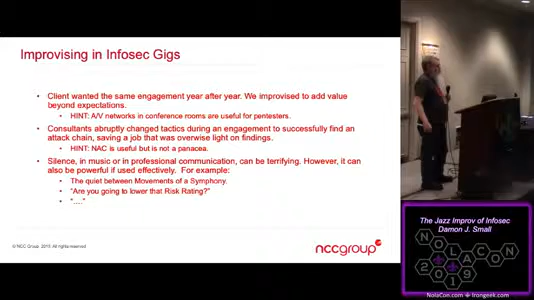 Improvising in Infosec Gigs
• Client wanted the same engagement year after year. We improvised to add value
beyond expectations.
• HINT: A/V networks in conference rooms are useful for pentesters.
• Consultants abruptly changed tactics during an engagement to successfully find an
attack chain, saving a job that was overwise light on findings.
• HINT: NAC is useful but is not a panacea.
• Silence, in music or in professional communication, can be terrifying. However, it can
also be powerful if used effectively. For example:
• The quiet between Movements of a Symphony.
• "Are you going to lower that Risk Rating?"
• "…."
© NCC Group 2019. All rights reserved
nccgroup
The Jazz Improv of Infosec
Damon J. Small
NOLACON
2019
NolaCon.com Irongeek.com